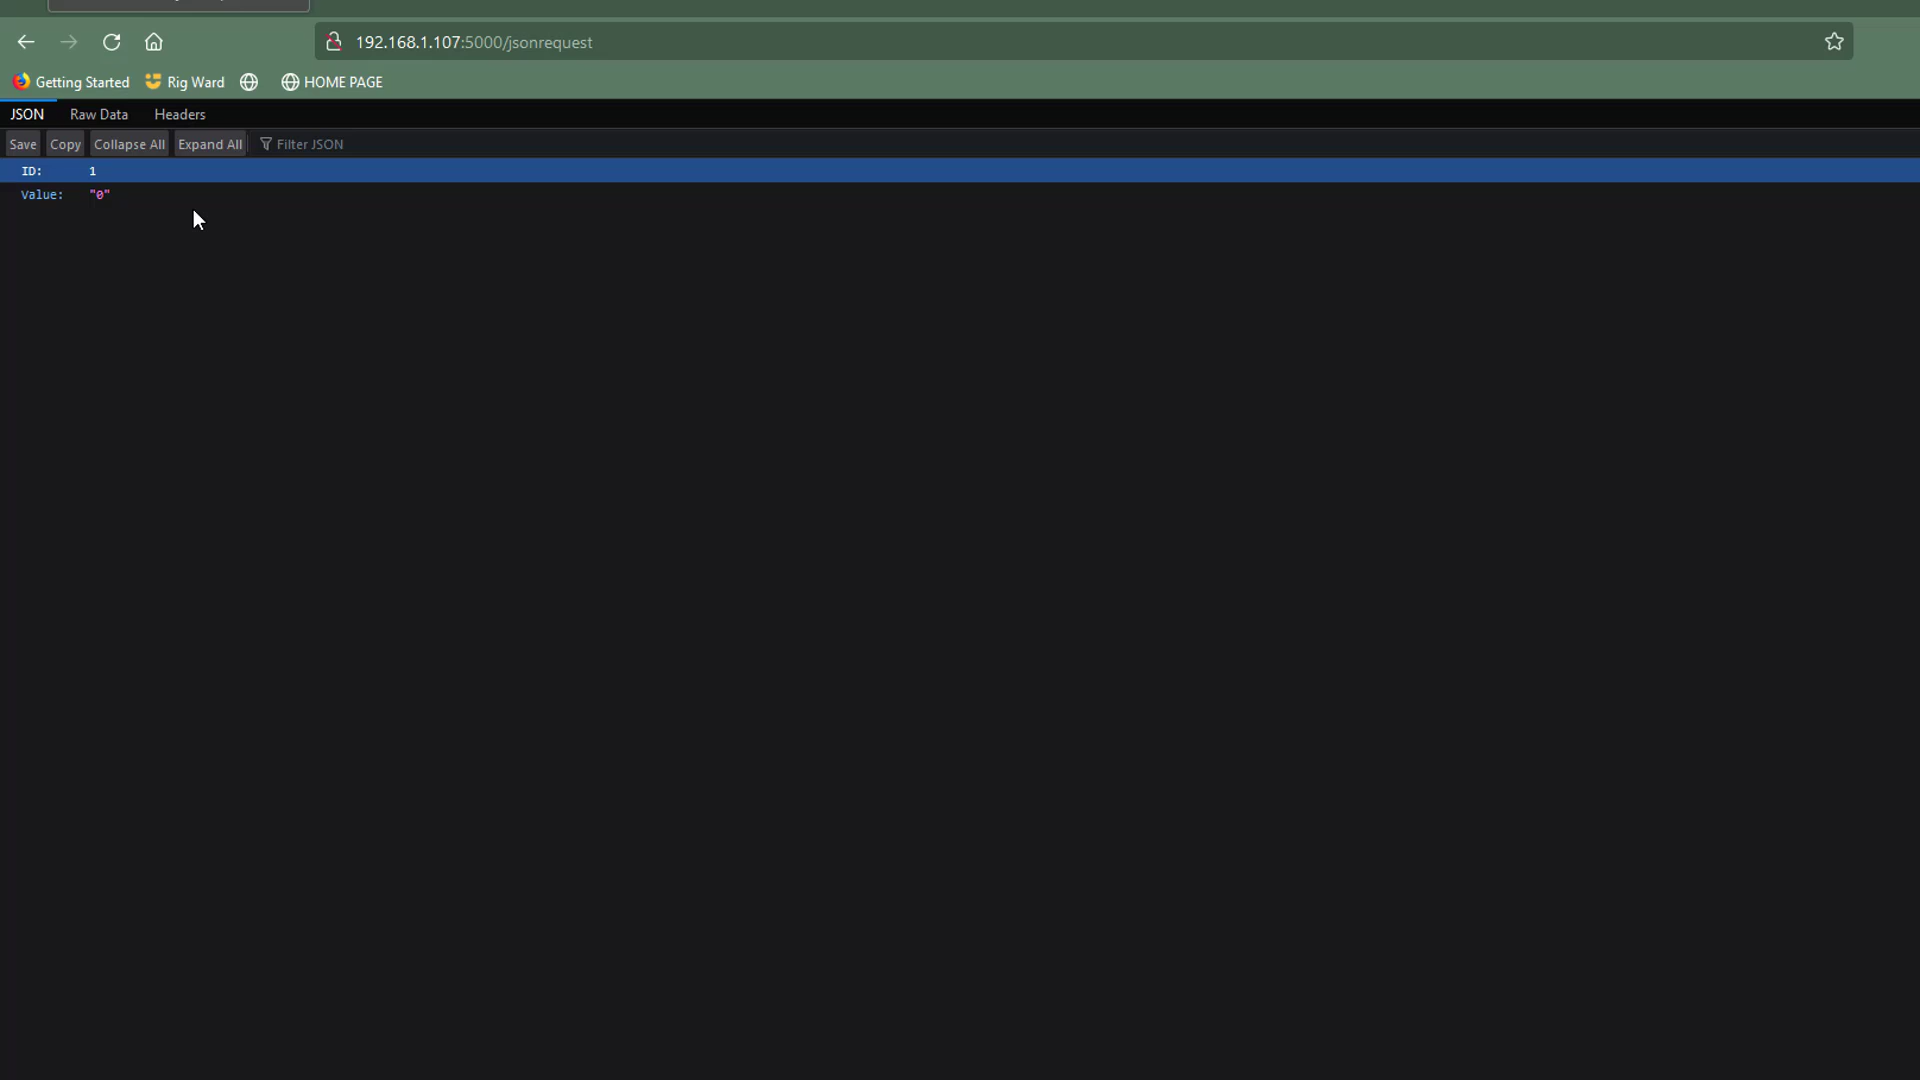 192.168.1.107:5000/jsonrequest
Getting Started Rig Ward HOME PAGE
JSON Raw Data Headers
Save Copy Collapse All Expand All Filter JSON
ID: 1
Value: "0"